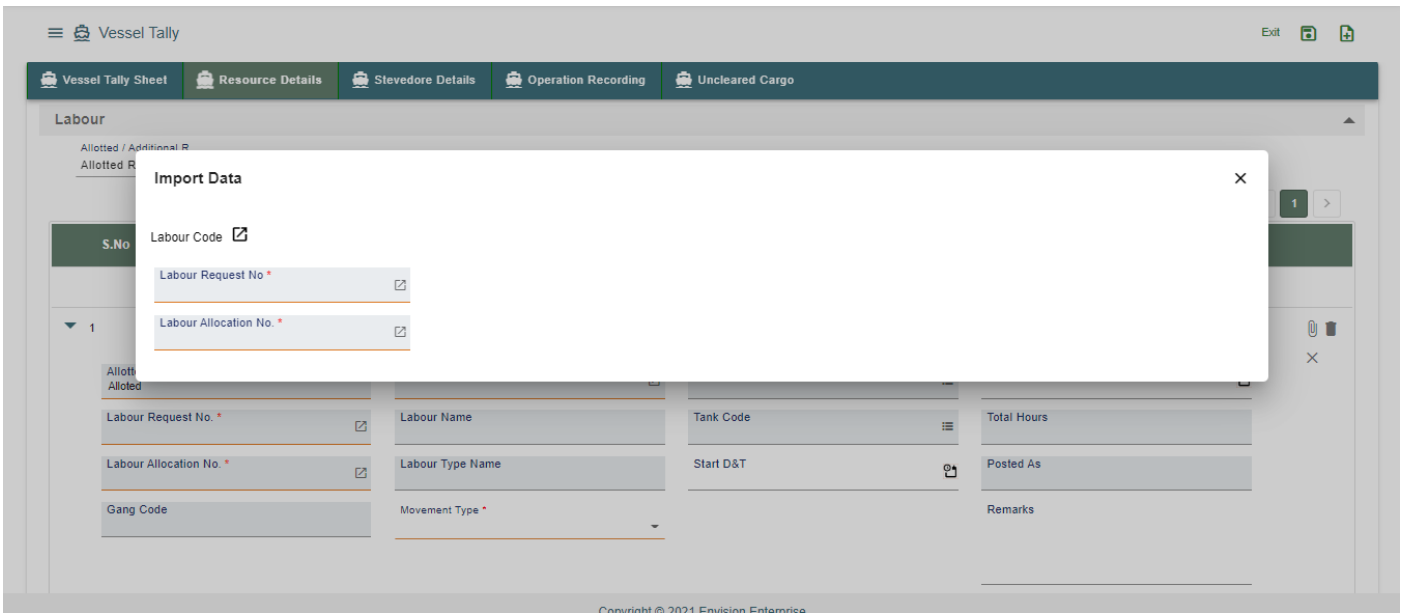 Vessel Tally
Exit
Vessel Tally Sheet
Resource Details
Stevedore Details
Operation Recording
Uncleared Cargo
Labour
Allotted / Additional R
Allotted R
Import Data
1
S.No
Labour Code
Labour Request No *
Labour Allocation No. *
1
Allott
Alloted
Labour Request No. *
Labour Name
Tank Code
Total Hours
Labour Allocation No. *
Labour Type Name
Start D&T
Posted As
Gang Code
Movement Type *
Remarks
Copyright © 2021 Envision Enterprise